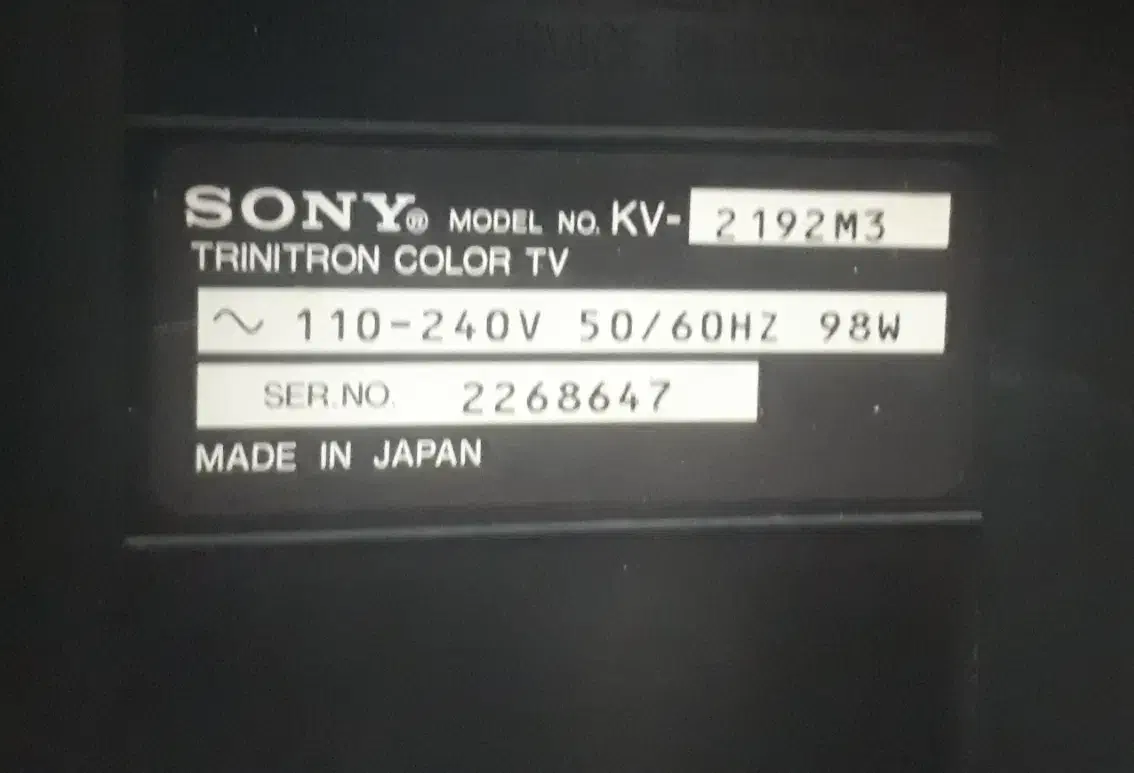 SONY® MODEL NO. KV-2192M3
TRINITRON COLOR TV
～ 110-240V 50/60HZ 98W
SER.NO. 2268647
MADE IN JAPAN